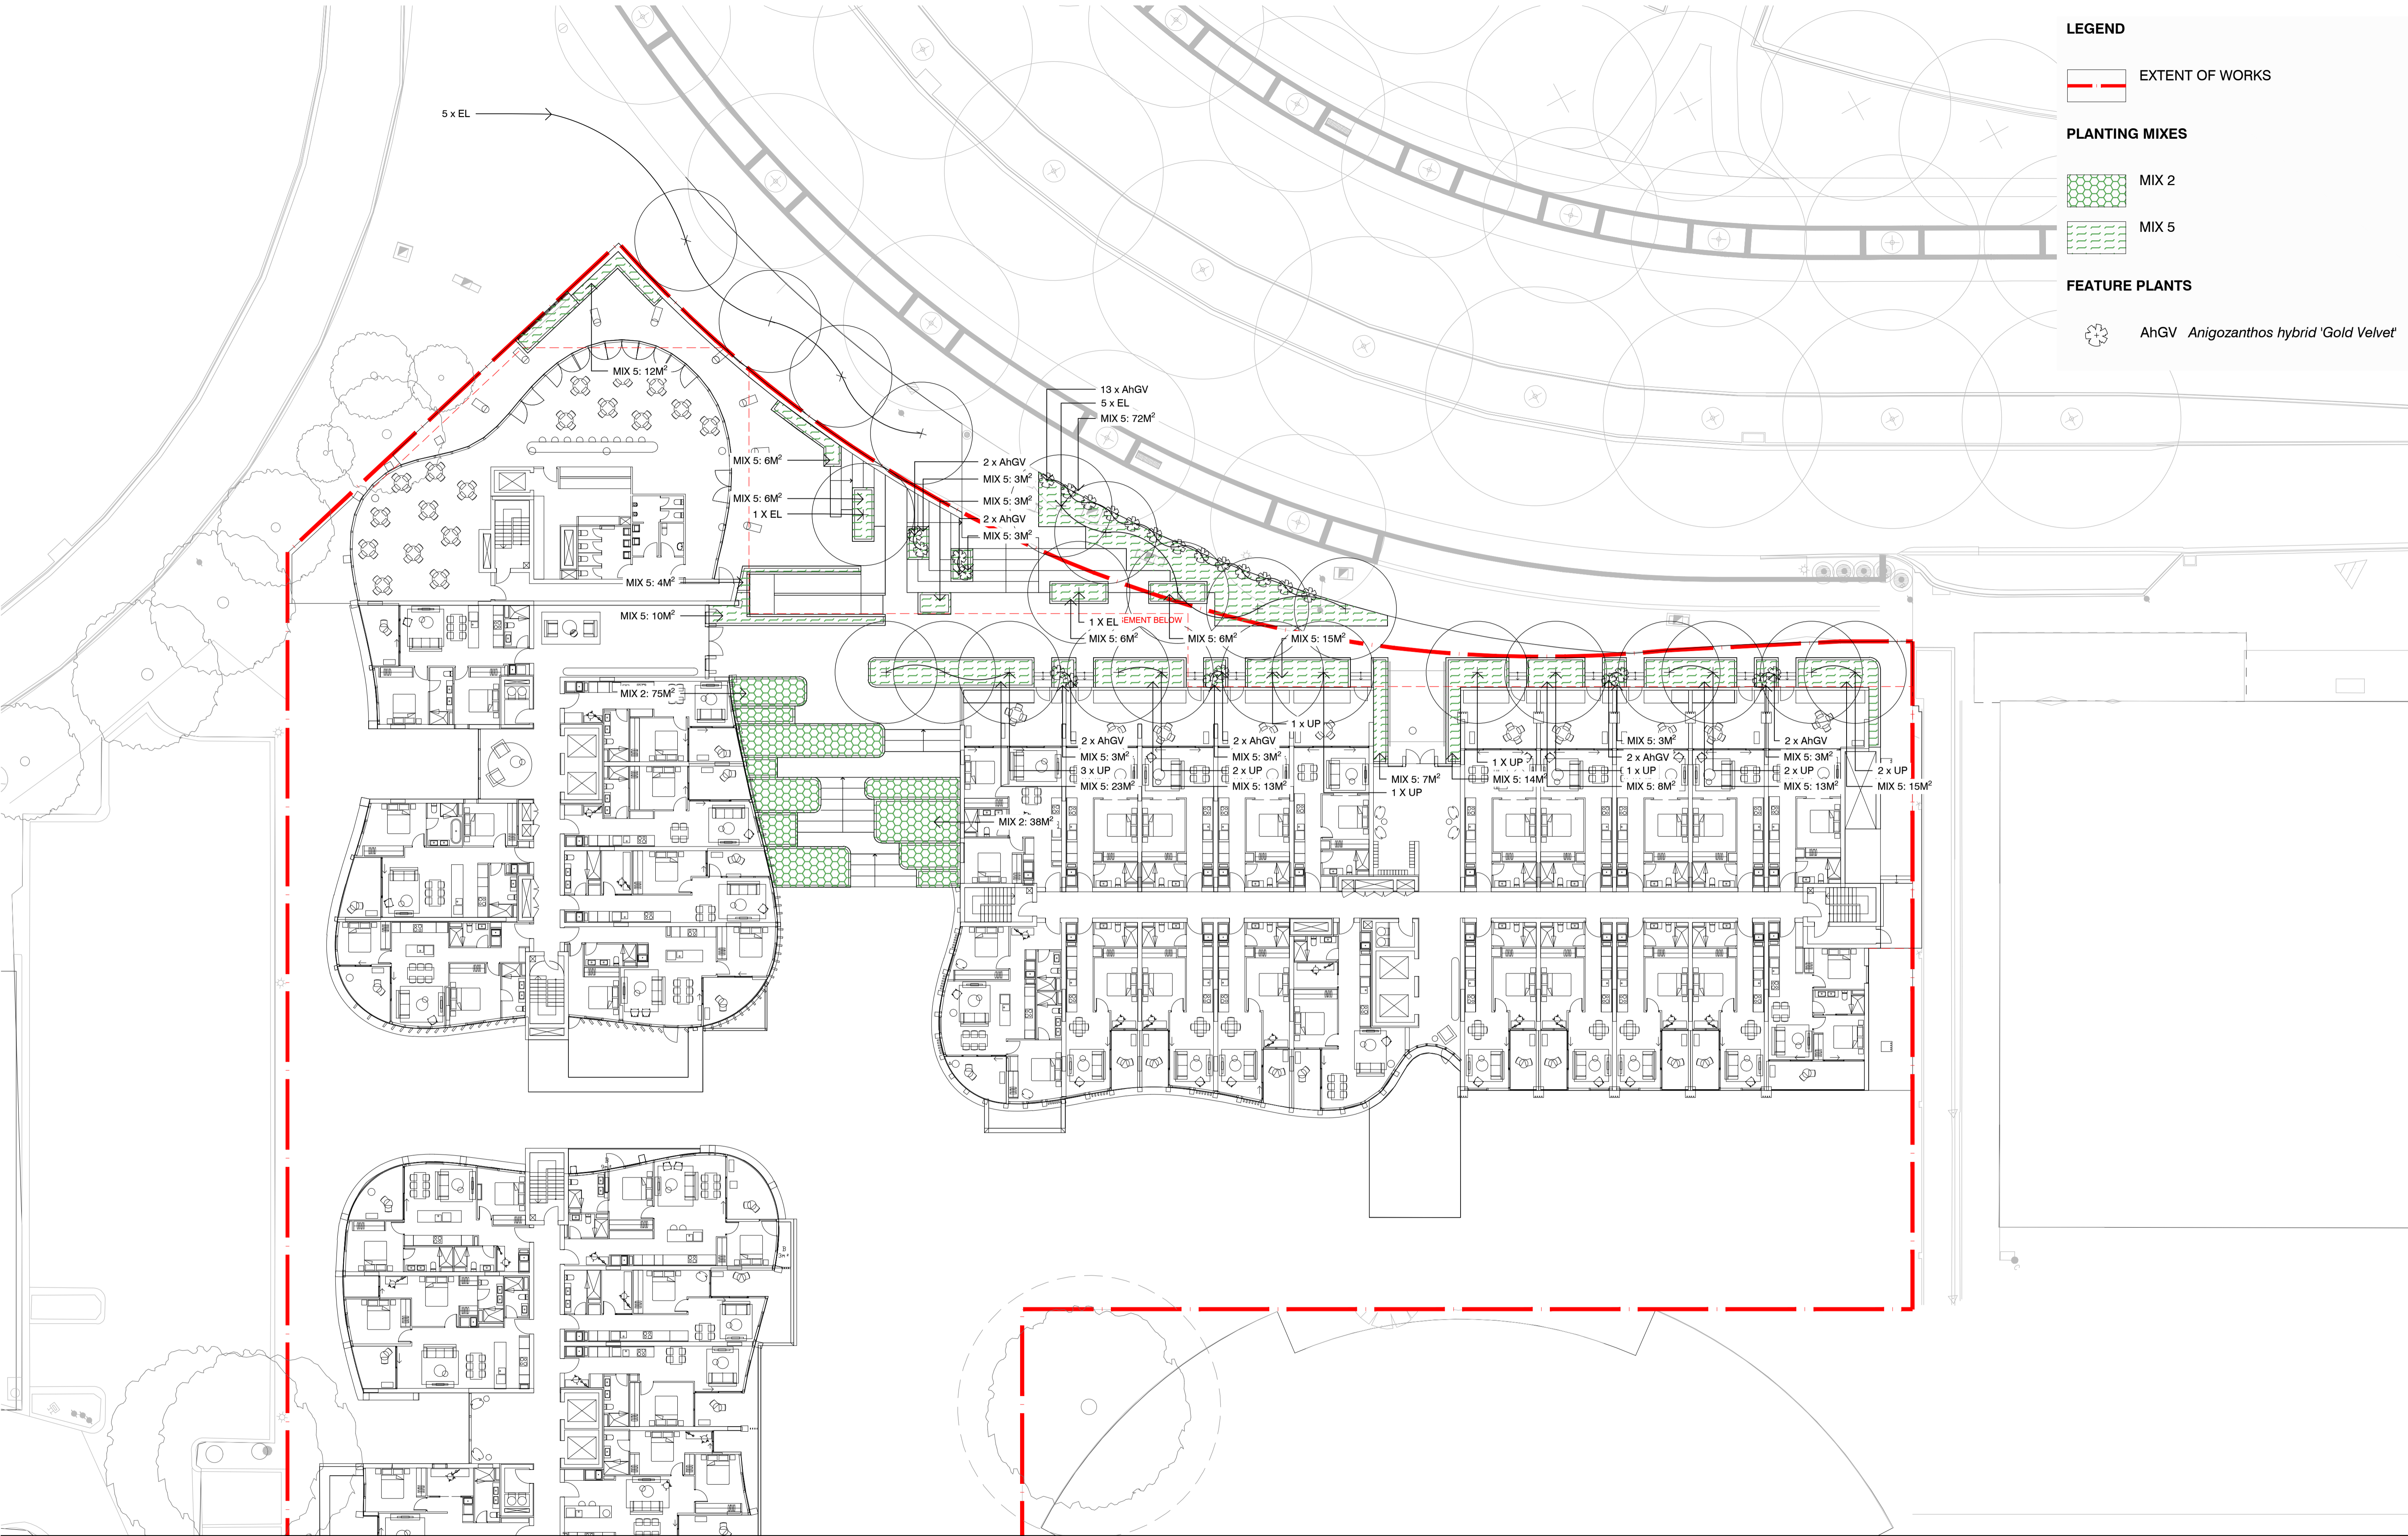 LEGEND
EXTENT OF WORKS
PLANTING MIXES
MIX 2
MIX 5
FEATURE PLANTS
AhGV Anigozanthos hybrid 'Gold Velvet'
5 x EL
MIX 5: 12M²
13 x AhGV
5 x EL
MIX 5: 72M²
MIX 5: 6M²
2 x AhGV
MIX 5: 3M²
MIX 5: 6M²
MIX 5: 3M²
1 X EL
2 x AhGV
MIX 5: 3M²
MIX 5: 4M²
MIX 5: 10M²
1 X EL
EMENT BELOW
MIX 5: 6M²
MIX 5: 6M²
MIX 5: 15M²
MIX 2: 75M²
1 x UP
2 x AhGV
MIX 5: 3M²
3 x UP
MIX 5: 23M²
2 x AhGV
MIX 5: 3M²
2 x UP
MIX 5: 13M²
MIX 5: 7M²
1 X UP
1 X UP
MIX 5: 14M²
MIX 5: 3M²
2 x AhGV
1 x UP
MIX 5: 8M²
2 x AhGV
MIX 5: 3M²
2 x UP
MIX 5: 13M²
2 x UP
MIX 5: 15M²
MIX 2: 38M²